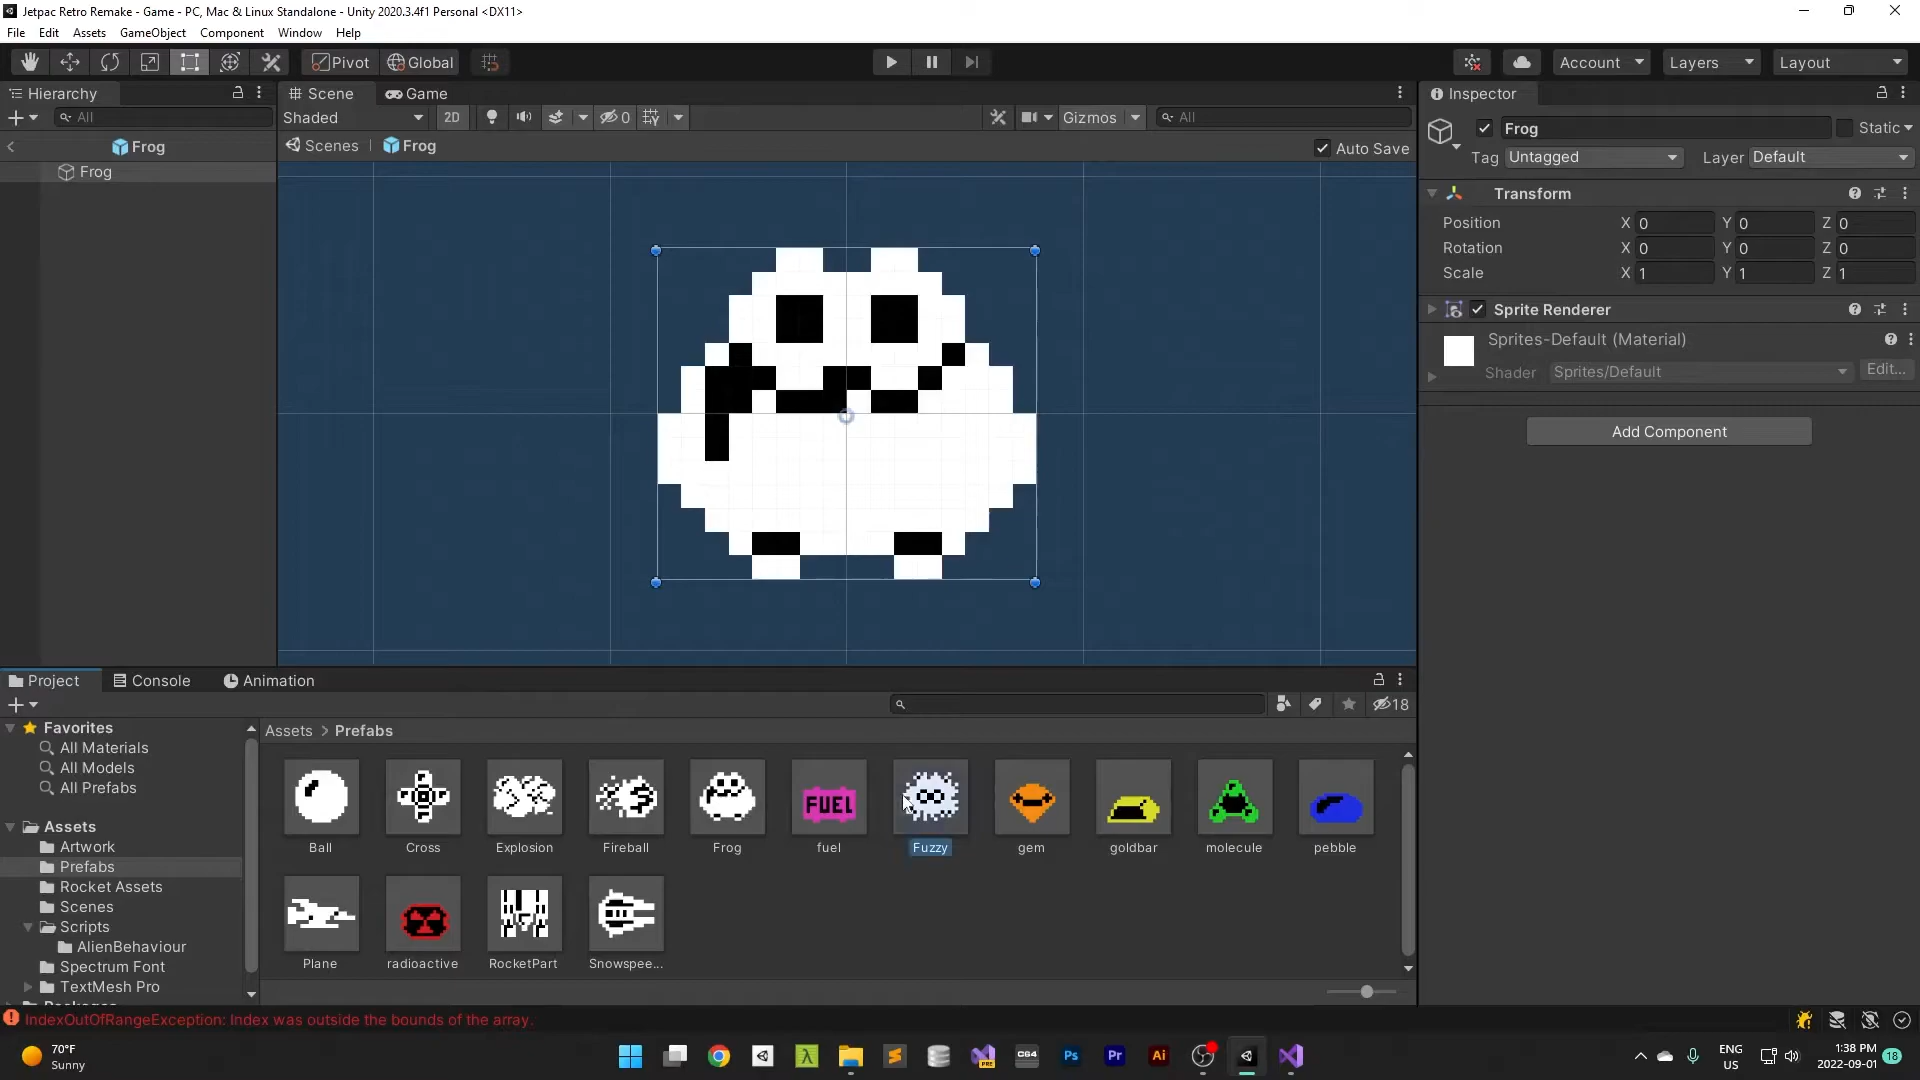 Jetpac Retro Remake - Game - PC, Mac & Linux Standalone - Unity 2020.3.4f1 Personal <DX11>
File Edit Assets GameObject Component Window Help
Pivot Global Account Layers Layout
Hierarchy Scene Game Inspector
All Shaded 2D 0 Gizmos All Frog Static
Frog Scenes Frog Auto Save Tag Untagged Layer Default
Frog
Transform
Position X 0 Y 0 Z 0
Rotation X 0 Y 0 Z 0
Scale X 1 Y 1 Z 1
Sprite Renderer
Sprites-Default (Material)
Shader Sprites/Default Edit...
Add Component
Project Console Animation
18
Favorites
All Materials
All Models
All Prefabs
Assets
Artwork
Prefabs
Rocket Assets
Scenes
Scripts
AlienBehaviour
Spectrum Font
TextMesh Pro
Packages
Assets > Prefabs
FUEL
Ball Cross Explosion Fireball Frog fuel Fuzzy gem goldbar molecule pebble
Plane radioactive RocketPart Snowspee...
IndexOutOfRangeException: Index was outside the bounds of the array.
70°F
Sunny
PRE CG4 Ps Pr Ai
ENG
US
1:38 PM
2022-09-01
18